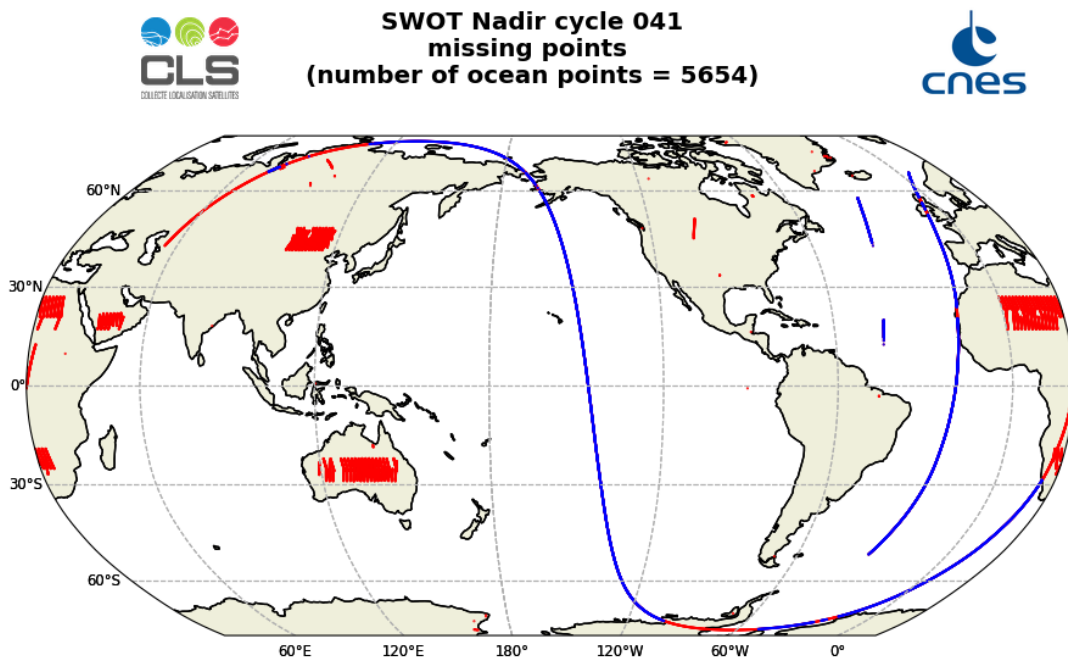 SWOT Nadir cycle 041
missing points
(number of ocean points = 5654)
CLS
COLLECTE LOCALISATION SATELLITES
cnes
60°N
30°N
0°
30°S
60°S
60°E
120°E
180°
120°W
60°W
0°